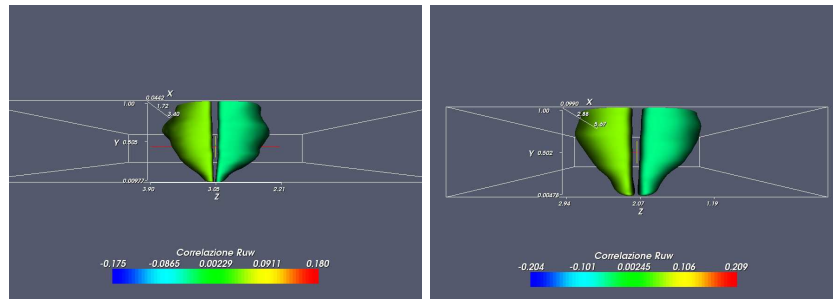 0.0442 X
1.00 1.72
3.40
Y 0.505
0.00977
3.90 3.05 2.21
Z
Correlazione Ruw
-0.175 -0.0865 0.00229 0.0911 0.180
0.0990 X
1.00 2.88
5.67
Y 0.502
0.00478
2.94 2.07 1.19
Z
Correlazione Ruw
-0.204 -0.101 0.00245 0.106 0.209